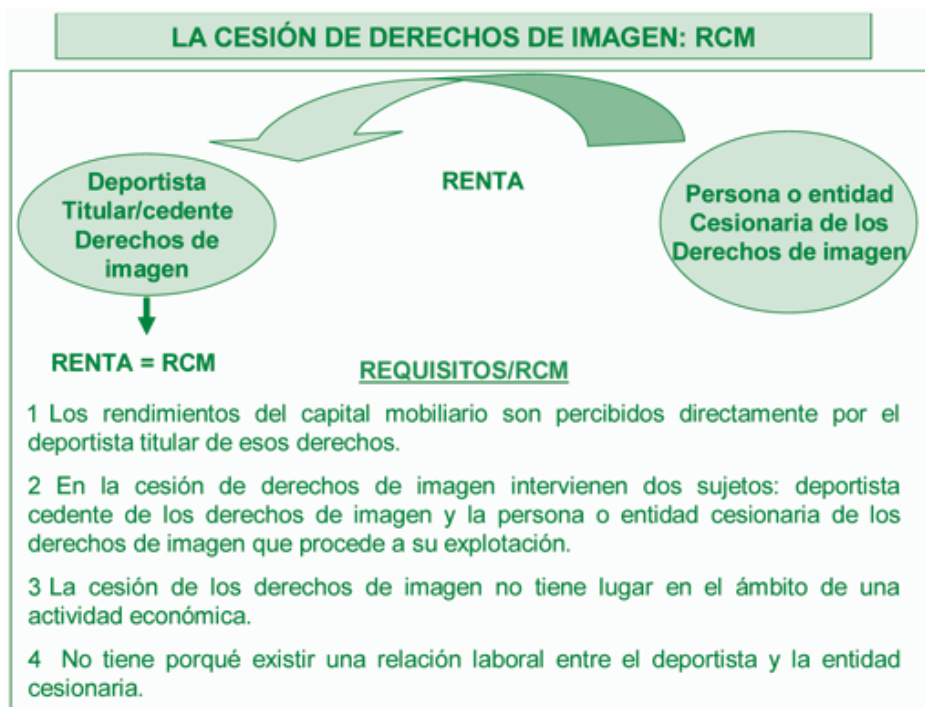 LA CESIÓN DE DERECHOS DE IMAGEN: RCM
Deportista
Titular/cedente
Derechos de
imagen
RENTA
Persona o entidad
Cesionaria de los
Derechos de imagen
RENTA = RCM
REQUISITOS/RCM
1 Los rendimientos del capital mobiliario son percibidos directamente por el
deportista titular de esos derechos.
2 En la cesión de derechos de imagen intervienen dos sujetos: deportista
cedente de los derechos de imagen y la persona o entidad cesionaria de los
derechos de imagen que procede a su explotación.
3 La cesión de los derechos de imagen no tiene lugar en el ámbito de una
actividad económica.
4 No tiene porqué existir una relación laboral entre el deportista y la entidad
cesionaria.